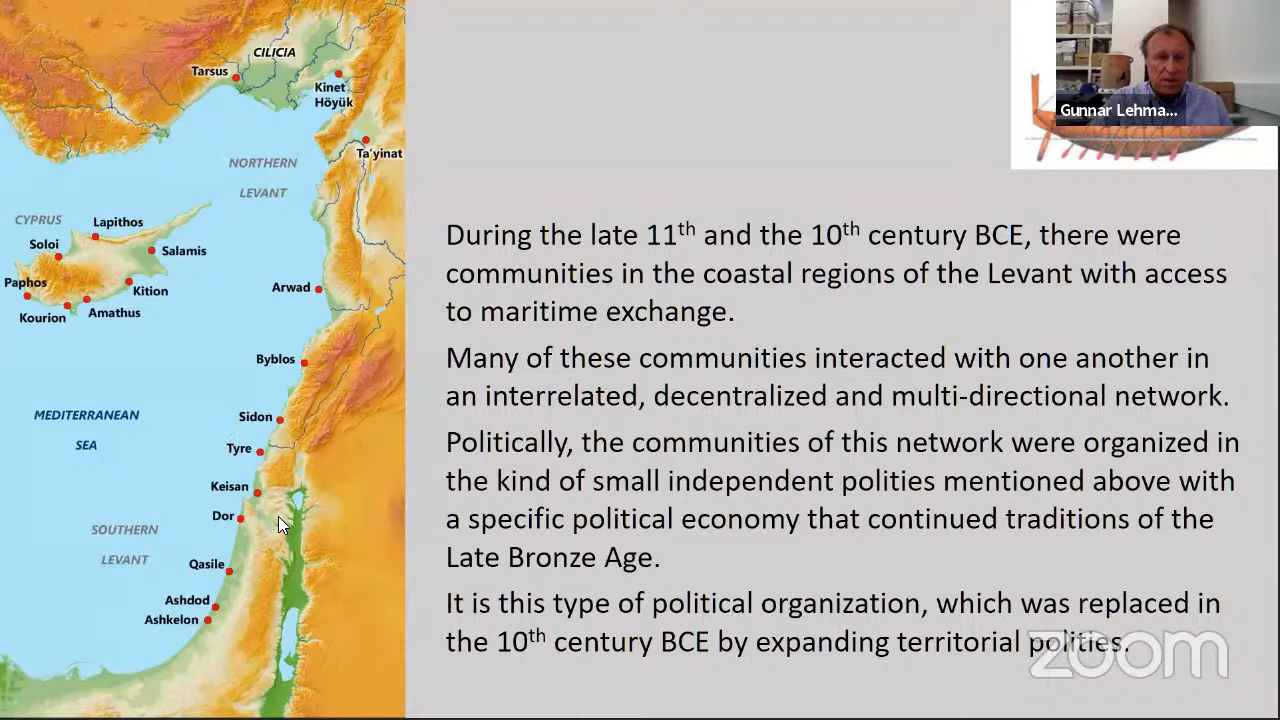 CILICIA
Tarsus
Kinet
Höyük
Ta'yinat
NORTHERN
LEVANT
CYPRUS
Lapithos
Soloi
Salamis
Paphos
Kition
Kourion
Amathus
Arwad
Byblos
MEDITERRANEAN
SEA
Sidon
Tyre
Keisan
Dor
SOUTHERN
LEVANT
Qasile
Ashdod
Ashkelon
Gunnar Lehma...
During the late 11th and the 10th century BCE, there were
communities in the coastal regions of the Levant with access
to maritime exchange.
Many of these communities interacted with one another in
an interrelated, decentralized and multi-directional network.
Politically, the communities of this network were organized in
the kind of small independent polities mentioned above with
a specific political economy that continued traditions of the
Late Bronze Age.
It is this type of political organization, which was replaced in
the 10th century BCE by expanding territorial polities.
zoom